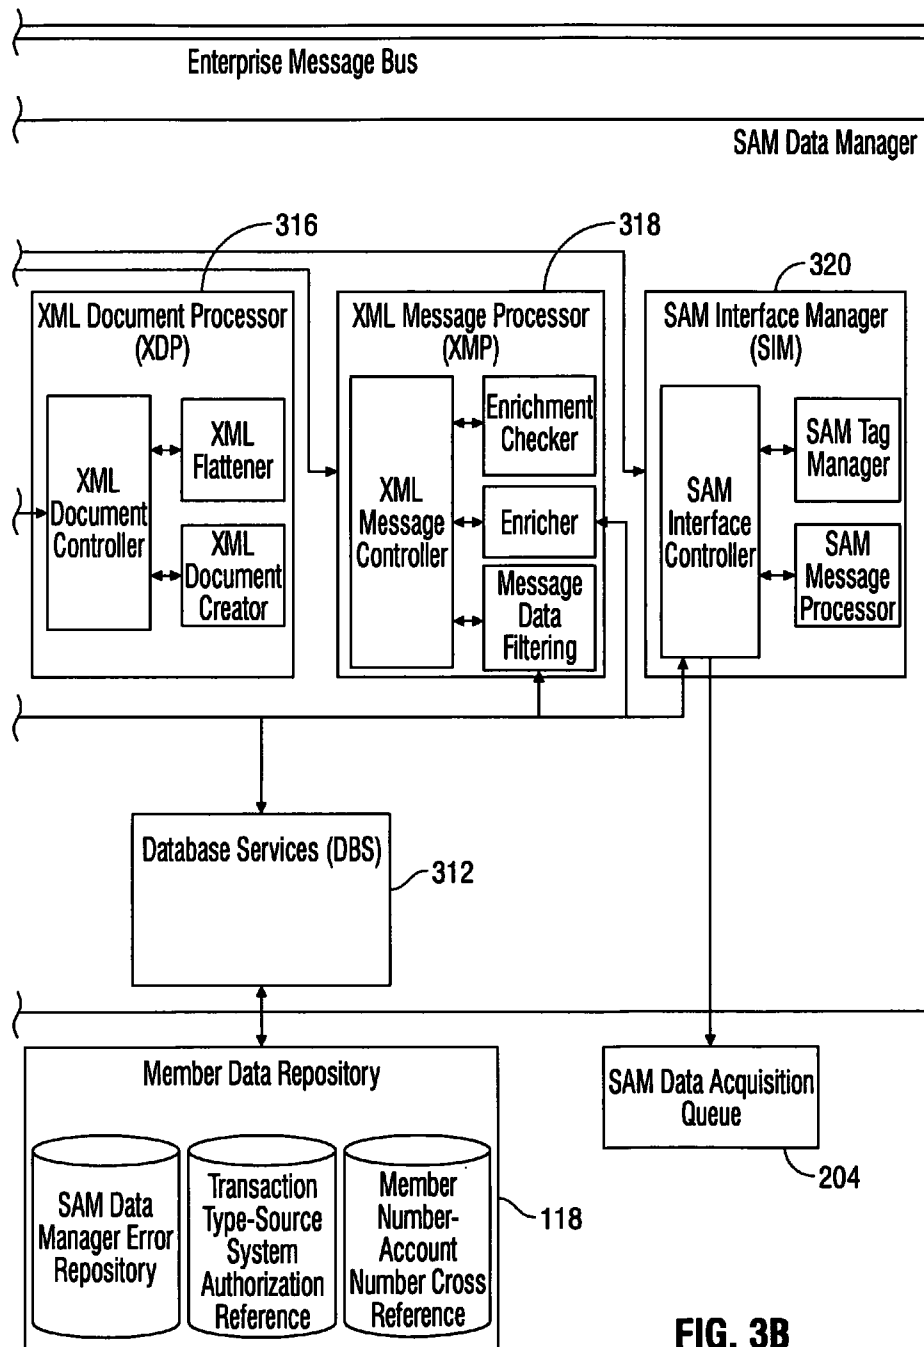 Enterprise Message Bus
SAM Data Manager
316
318
320
XML Document Processor
(XDP)
XML
Document
Controller
XML
Flattener
XML
Document
Creator
XML Message Processor
(XMP)
XML
Message
Controller
Enrichment
Checker
Enricher
Message
Data
Filtering
SAM Interface Manager
(SIM)
SAM
Interface
Controller
SAM Tag
Manager
SAM
Message
Processor
Database Services (DBS)
312
Member Data Repository
SAM Data
Manager Error
Repository
Transaction
Type-Source
System
Authorization
Reference
Member
Number-
Account
Number Cross
Reference
118
SAM Data Acquisition
Queue
204
FIG. 3B